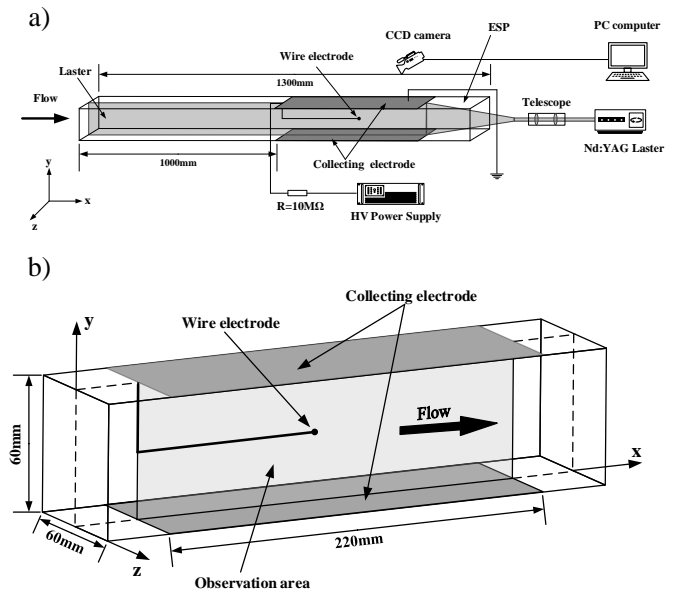 a)
CCD camera
PC computer
ESP
Wire electrode
1300mm
Laster
Flow
Telescope
Nd:YAG Laster
Collecting electrode
1000mm
y
x
z
R=10MΩ
HV Power Supply
b)
Collecting electrode
y
Wire electrode
Flow
x
60mm
60mm
z
220mm
Observation area